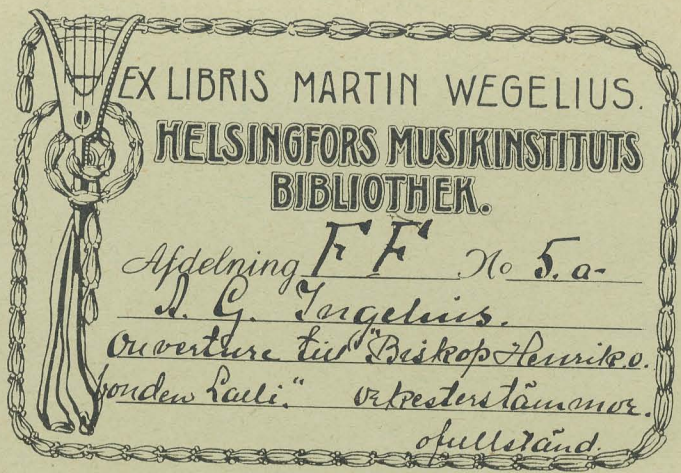 EX LIBRIS MARTIN WEGELIUS.
HELSINGFORS MUSIKINSTITUTS
BIBLIOTHEK.
Afdelning F F No 5. a-
A. G. Ingelius.
Ouverture till "Biskop Henrik o.
bonden Lalli." orkesterstämmor.
ofullständ.